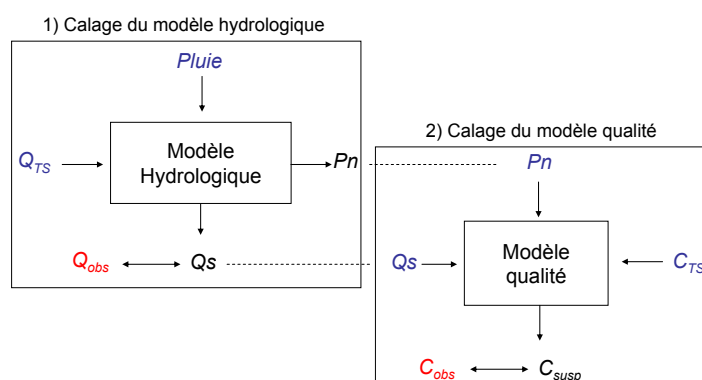 1) Calage du modèle hydrologique
Pluie
Q_TS
Modèle
Hydrologique
Pn
Q_obs
Qs
2) Calage du modèle qualité
Pn
Qs
Modèle
qualité
C_TS
C_obs
C_susp